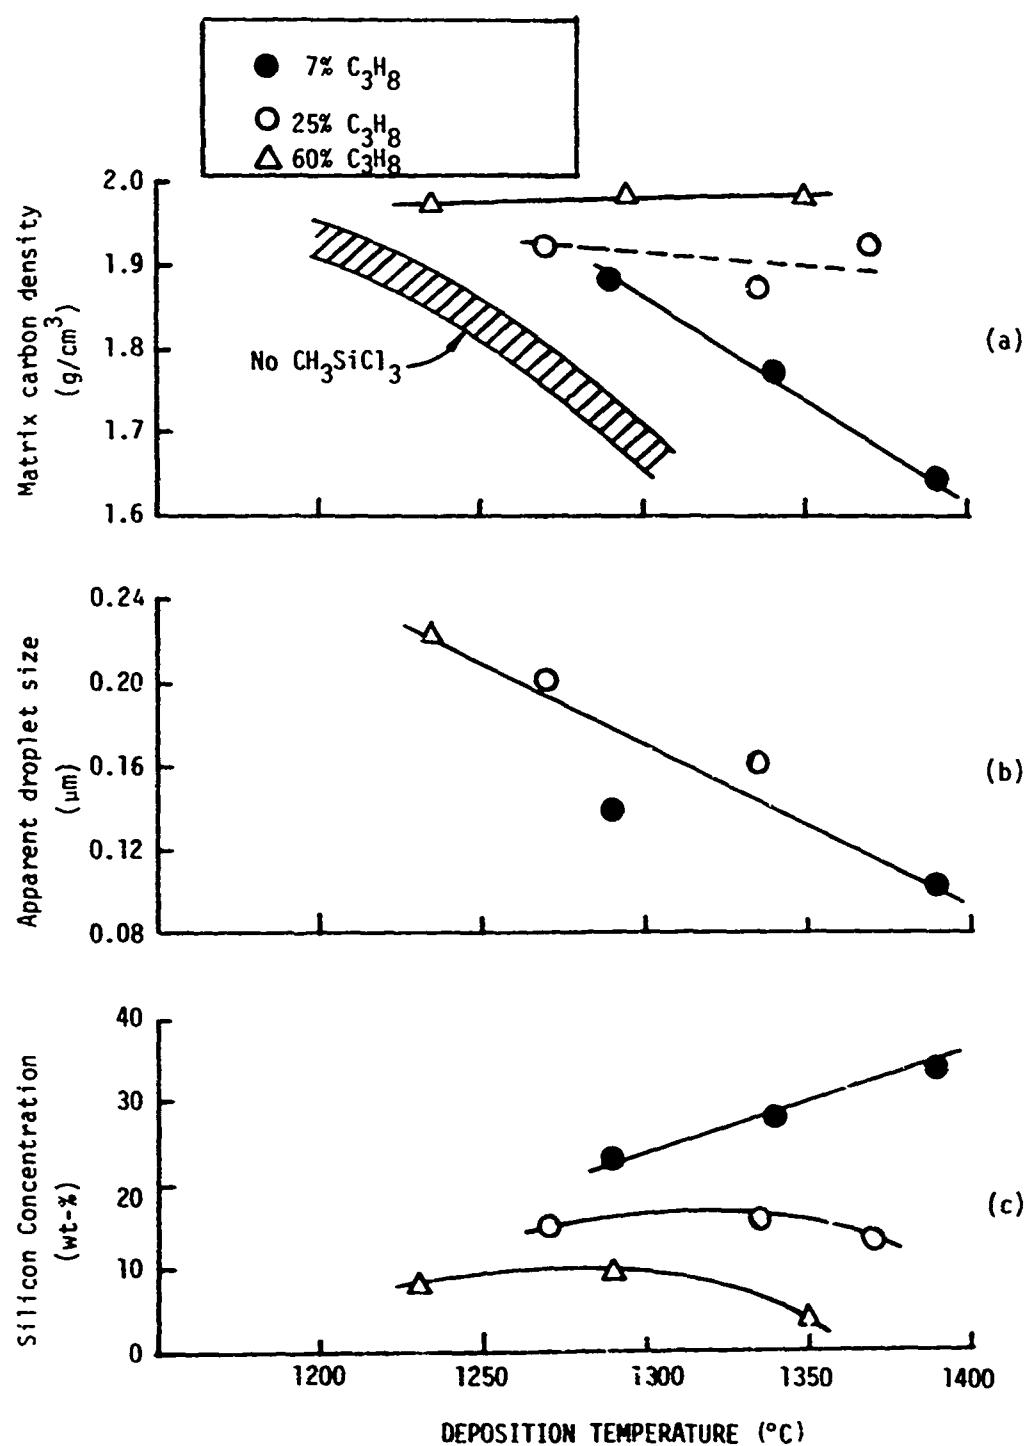 7% C3H8
25% C3H8
60% C3H8
2.0
1.9
1.8
1.7
1.6
Matrix carbon density
(g/cm3)
No CH3SiCl3
(a)
0.24
0.20
0.16
0.12
0.08
Apparent droplet size
(μm)
(b)
40
30
20
10
0
Silicon Concentration
(wt-%)
(c)
1200
1250
1300
1350
1400
DEPOSITION TEMPERATURE (°C)